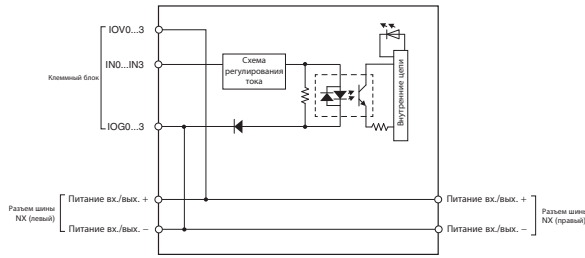 IOV0...3
IN0...IN3
Клеммный блок
IOG0...3
Схема
регулирования
тока
Внутренние цепи
Разъем шины
NX (левый)
Питание вх./вых. +
Питание вх./вых. −
Питание вх./вых. +
Питание вх./вых. −
Разъем шины
NX (правый)